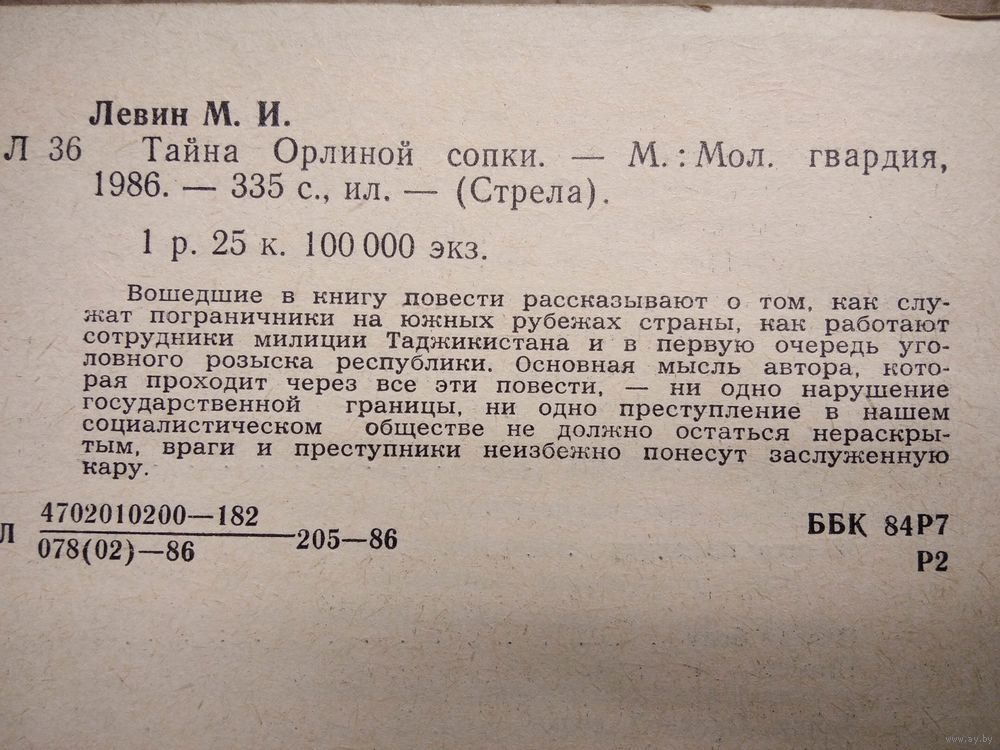 Левин М. И.
Л 36 Тайна Орлиной сопки. — М. : Мол. гвардия,
1986. — 335 с., ил. — (Стрела).
1 р. 25 к. 100 000 экз.
Вошедшие в книгу повести рассказывают о том, как слу-
жат пограничники на южных рубежах страны, как работают
сотрудники милиции Таджикистана и в первую очередь уго-
ловного розыска республики. Основная мысль автора, кото-
рая проходит через все эти повести, — ни одно нарушение
государственной границы, ни одно преступление в нашем
социалистическом обществе не должно остаться нераскры-
тым, враги и преступники неизбежно понесут заслуженную
кару.
Л 4702010200—182
078(02)—86
205—86
ББК 84Р7
Р2
www.ay.by